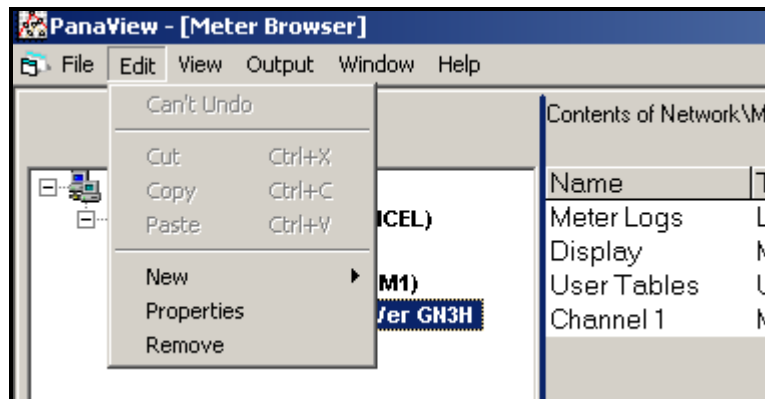 PanaView - [Meter Browser]
File Edit View Output Window Help
Can't Undo
Cut Ctrl+X
Copy Ctrl+C
Paste Ctrl+V
New
Properties
Remove
ICEL)
M1)
Ver GN3H
Contents of Network\M
Name T
Meter Logs L
Display M
User Tables U
Channel 1 M